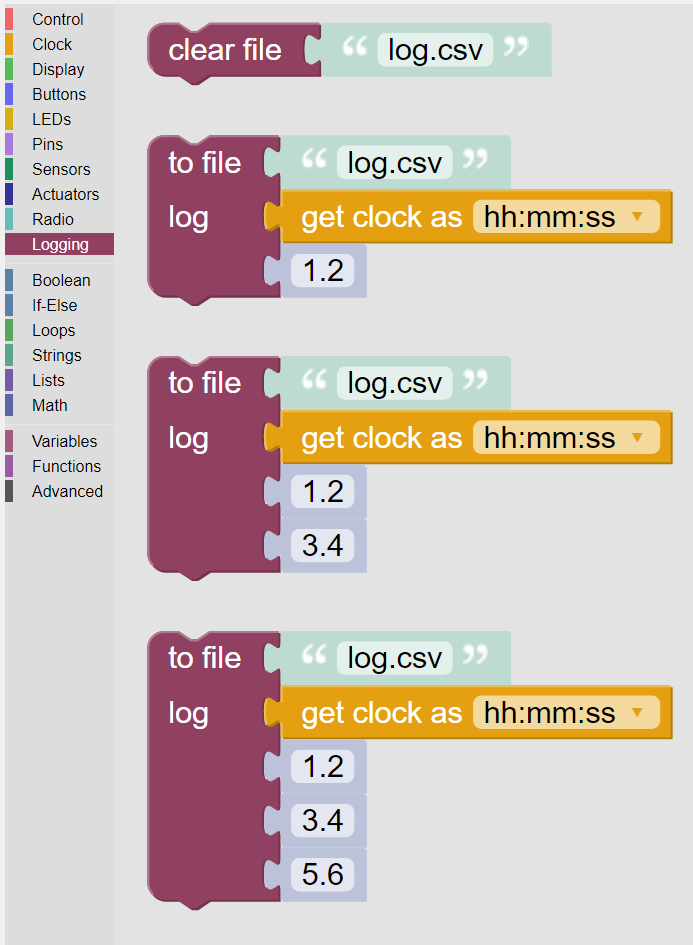 Control
Clock
Display
Buttons
LEDs
Pins
Sensors
Actuators
Radio
Logging
Boolean
If-Else
Loops
Strings
Lists
Math
Variables
Functions
Advanced
clear file “ log.csv ”
to file “ log.csv ”
log get clock as hh:mm:ss ▼
1.2
to file “ log.csv ”
log get clock as hh:mm:ss ▼
1.2
3.4
to file “ log.csv ”
log get clock as hh:mm:ss ▼
1.2
3.4
5.6